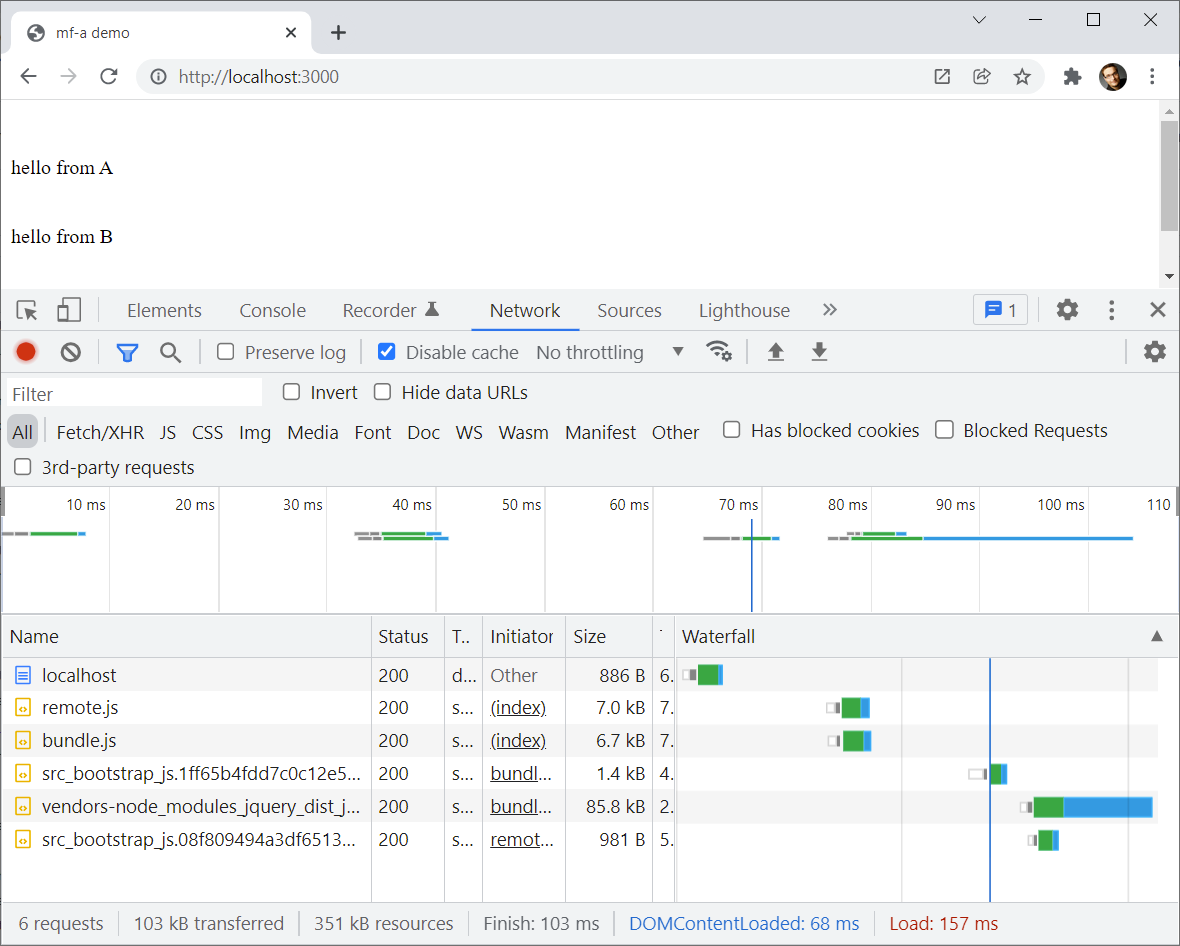 mf-a demo
http://localhost:3000
hello from A
hello from B
Elements Console Recorder Network Sources Lighthouse 1
Preserve log Disable cache No throttling
Filter Invert Hide data URLs
All Fetch/XHR JS CSS Img Media Font Doc WS Wasm Manifest Other Has blocked cookies Blocked Requests
3rd-party requests
10 ms 20 ms 30 ms 40 ms 50 ms 60 ms 70 ms 80 ms 90 ms 100 ms 110
Name Status T.. Initiator Size Waterfall
localhost 200 d... Other 886 B 6.
remote.js 200 s... (index) 7.0 kB 7.
bundle.js 200 s... (index) 6.7 kB 7.
src_bootstrap_js.1ff65b4fdd7c0c12e5... 200 s... bundl... 1.4 kB 4.
vendors-node_modules_jquery_dist_j... 200 s... bundl... 85.8 kB 2.
src_bootstrap_js.08f809494a3df6513... 200 s... remot... 981 B 5.
6 requests 103 kB transferred 351 kB resources Finish: 103 ms DOMContentLoaded: 68 ms Load: 157 ms